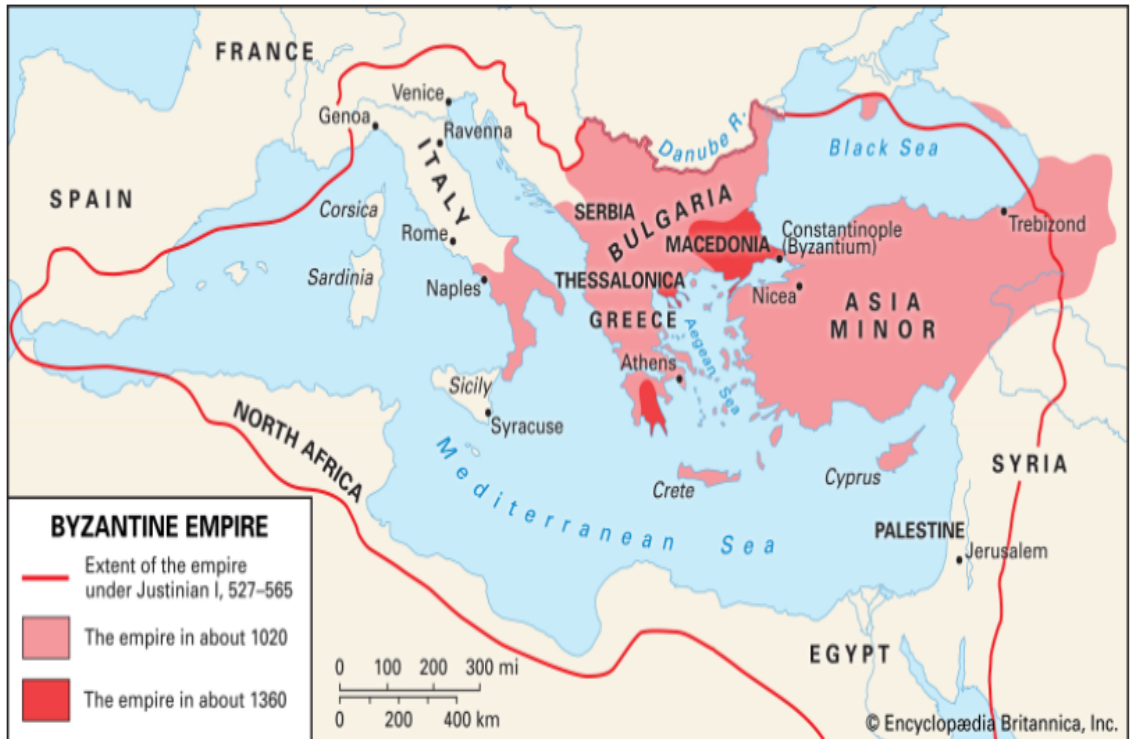 FRANCE
Venice
Genoa
Ravenna
Danube R.
Black Sea
ITALY
SPAIN
Corsica
SERBIA
BULGARIA
Rome
MACEDONIA
Constantinople
(Byzantium)
Trebizond
Sardinia
Naples
THESSALONICA
Nicea
ASIA
MINOR
GREECE
Aegean Sea
Athens
Sicily
Syracuse
NORTH AFRICA
Mediterranean Sea
Crete
Cyprus
SYRIA
PALESTINE
Jerusalem
EGYPT
BYZANTINE EMPIRE
Extent of the empire
under Justinian I, 527–565
The empire in about 1020
The empire in about 1360
0 100 200 300 mi
0 200 400 km
© Encyclopædia Britannica, Inc.